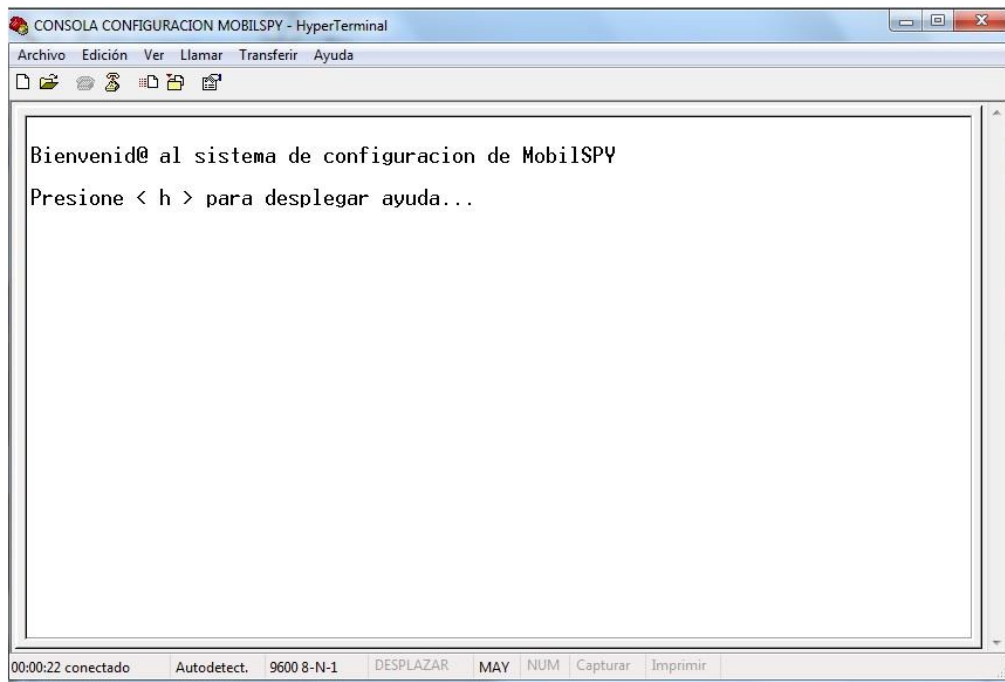 CONSOLA CONFIGURACION MOBILSPY - HyperTerminal
Archivo Edición Ver Llamar Transferir Ayuda
Bienvenid@ al sistema de configuracion de MobilSPY
Presione < h > para desplegar ayuda...
00:00:22 conectado Autodetect. 9600 8-N-1 DESPLAZAR MAY NUM Capturar Imprimir